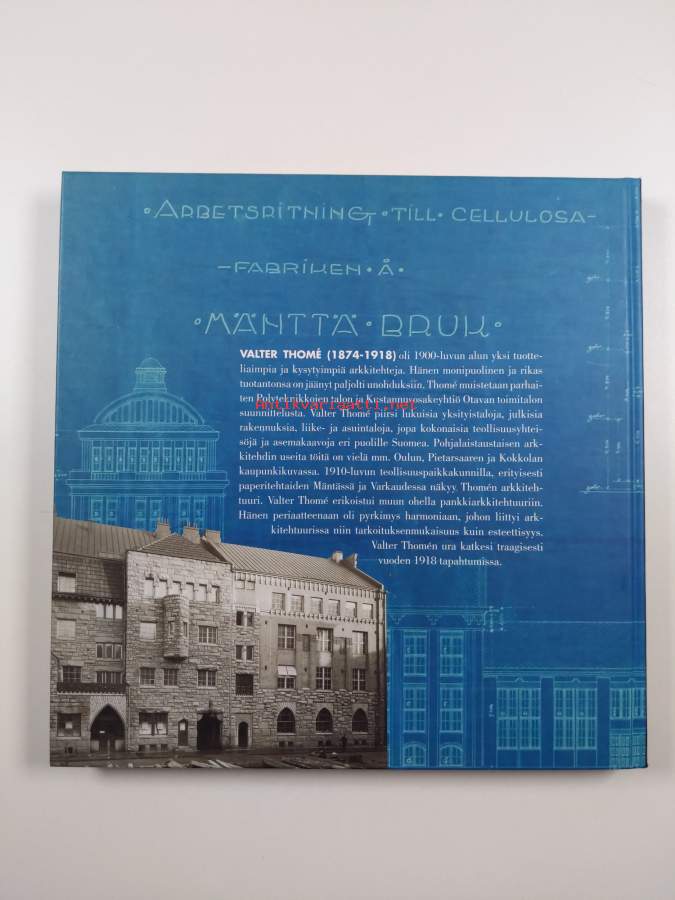 ·ARBETSRITNING·TILL·CELLULOSA-
-FABRIKEN·Å·
·MÄNTTÄ·BRUK·
VALTER THOMÉ (1874-1918) oli 1900-luvun alun yksi tuotte-
liaimpia ja kysytyimpiä arkkitehteja. Hänen monipuolinen ja rikas
tuotantonsa on jäänyt paljolti unohduksiin. Thomé muistetaan parhai-
ten Polyteknikkojen talon ja Kustannusosakeyhtiö Otavan toimitalon
Antikvariaatti.net
suunnittelusta. Valter Thomé piirsi lukuisia yksityistaloja, julkisia
rakennuksia, liike- ja asuintaloja, jopa kokonaisia teollisuusyhtei-
söjä ja asemakaavoja eri puolille Suomea. Pohjalaistaustaisen ark-
kitehdin useita töitä on vielä mm. Oulun, Pietarsaaren ja Kokkolan
kaupunkikuvassa. 1910-luvun teollisuuspaikkakunnilla, erityisesti
paperitehtaiden Mäntässä ja Varkaudessa näkyy Thomén arkkiteh-
tuuri. Valter Thomé erikoistui muun ohella pankkiarkkitehtuuriin.
Hänen periaatteenaan oli pyrkimys harmoniaan, johon liittyi ark-
kitehtuurissa niin tarkoituksenmukaisuus kuin esteettisyys.
Valter Thomén ura katkesi traagisesti
vuoden 1918 tapahtumissa.